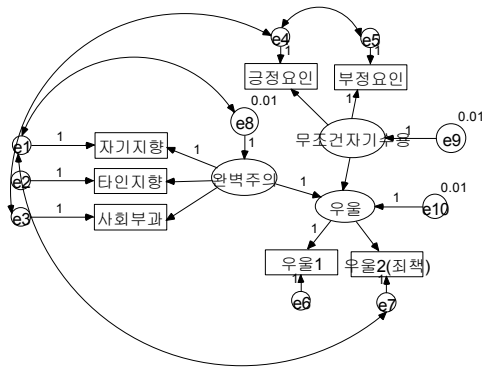 e4
e5
1
1
긍정요인
부정요인
0.01
e8
1
0.01
e1
1
자기지향
1
무조건자기수용
1
e9
e2
1
타인지향
완벽주의
e3
1
사회부과
1
우울
1
0.01
e10
1
우울1
우울2(죄책)
1
1
e6
e7